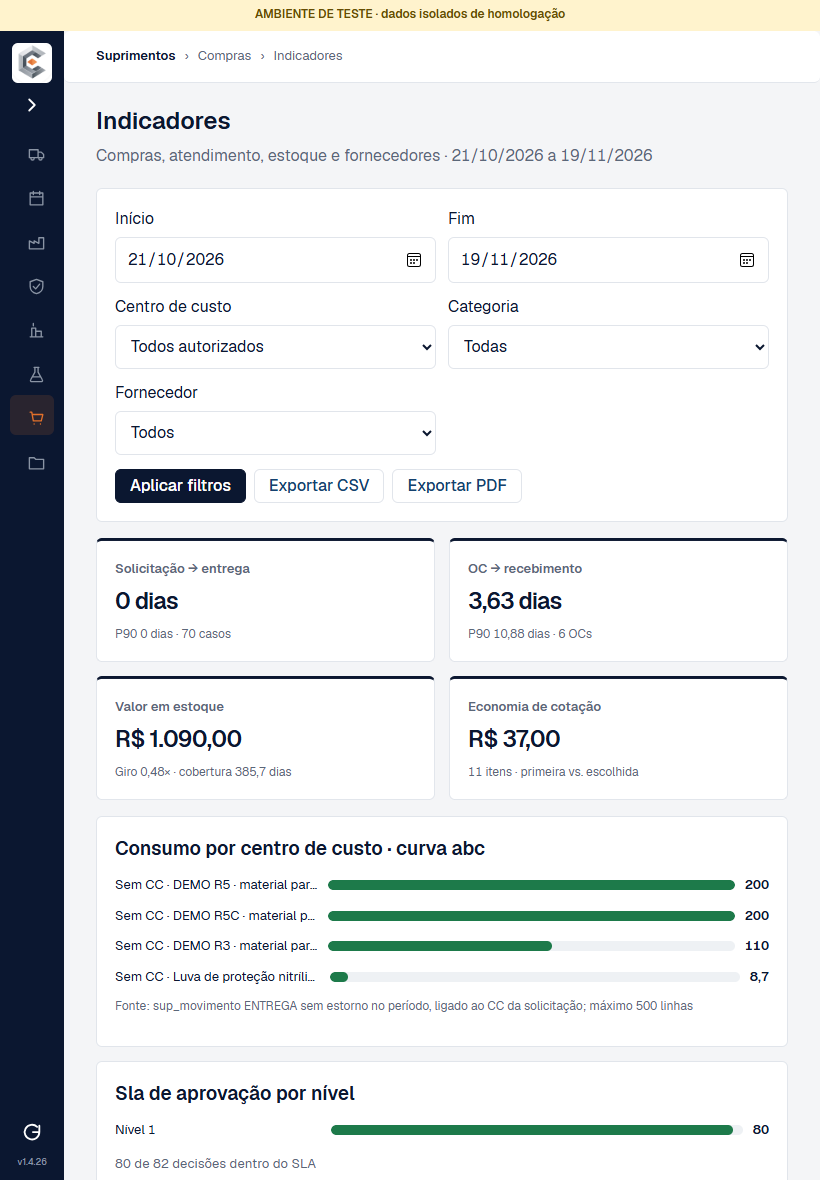 AMBIENTE DE TESTE · dados isolados de homologação
Suprimentos › Compras › Indicadores
Indicadores
Compras, atendimento, estoque e fornecedores · 21/10/2026 a 19/11/2026
Início
Fim
21/10/2026
19/11/2026
Centro de custo
Categoria
Todos autorizados
Todas
Fornecedor
Todos
Aplicar filtros
Exportar CSV
Exportar PDF
Solicitação → entrega
0 dias
P90 0 dias · 70 casos
OC → recebimento
3,63 dias
P90 10,88 dias · 6 OCs
Valor em estoque
R$ 1.090,00
Giro 0,48× · cobertura 385,7 dias
Economia de cotação
R$ 37,00
11 itens · primeira vs. escolhida
Consumo por centro de custo · curva abc
Sem CC · DEMO R5 · material par... 200
Sem CC · DEMO R5C · material p... 200
Sem CC · DEMO R3 · material par... 110
Sem CC · Luva de proteção nitríli... 8,7
Fonte: sup_movimento ENTREGA sem estorno no período, ligado ao CC da solicitação; máximo 500 linhas
Sla de aprovação por nível
Nível 1 80
80 de 82 decisões dentro do SLA
v1.4.26